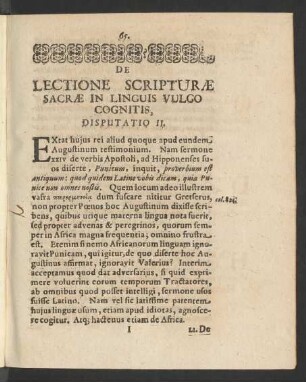 65.
DE
LECTIONE SCRIPTURÆ
SACRÆ IN LINGUIS VULGO
COGNITIS,
DISPUTATIO II.
EXtat hujus rei aliud quoque apud eundem
Augustinum testimonium. Nam sermone
XXIV de verbis Apostoli, ad Hipponenses su-
os diserte, Punicum, inquit, proverbium est
antiquum: quod quidem Latine vobis dicam, quia Pu-
nice non omnes nostis. Quem locum adeo illustrem
vafra
dum fuscare nititur Gretserus,
non propter Pœnos hoc Augustinum dixisse scri-
bens, quibus ucique materna lingua nota fuerit,
sed propter advenas & peregrinos, quorum sem-
per in Africa magna frequentia, omnino frustra
est. Etenim si nemo Africanorum linguam igno-
ravit Punicam, qui igitur, de quo diserte hoc Au-
gustinus affirmat, ignoravit Valerius? Interim
acceptamus quod dat adversarius, si quid expri-
mere voluerint eorum temporum Tractatores,
ab omnibus quod posset intelligi, sermone usos
fuisse Latino. Nam vel sic latissime patentem
hujus linguæ usum, etiam apud idiotas, agnosce-
re cogitur. Atq; hactenus etiam de Africa.
I
LI. De